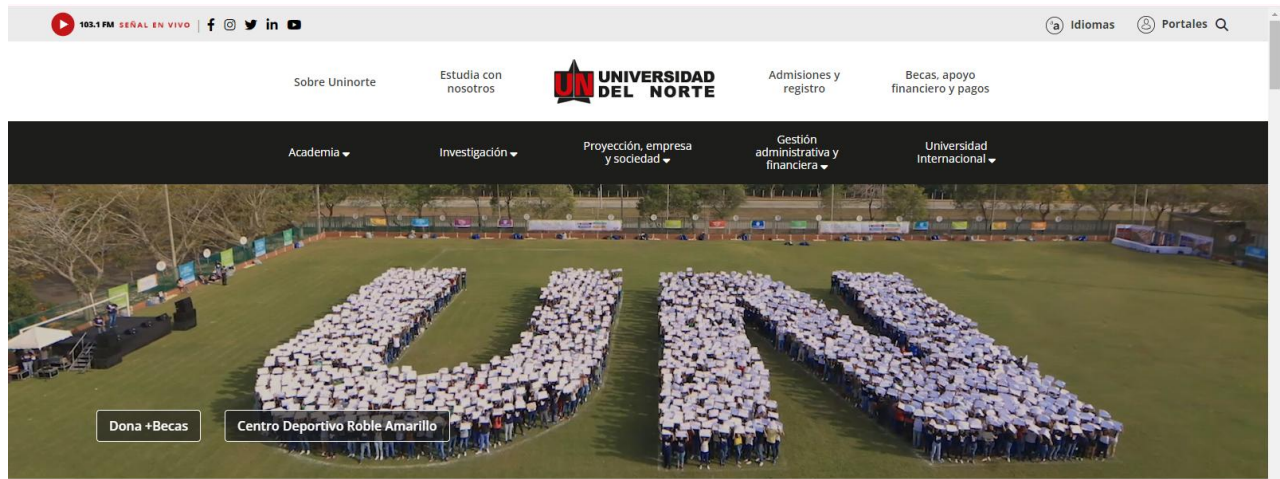 103.1 FM SEÑAL EN VIVO
Idiomas
Portales
Sobre Uninorte
Estudia con
nosotros
UN UNIVERSIDAD
DEL NORTE
Admisiones y
registro
Becas, apoyo
financiero y pagos
Academia
Investigación
Proyección, empresa
y sociedad
Gestión
administrativa y
financiera
Universidad
Internacional
UN
Dona +Becas
Centro Deportivo Roble Amarillo